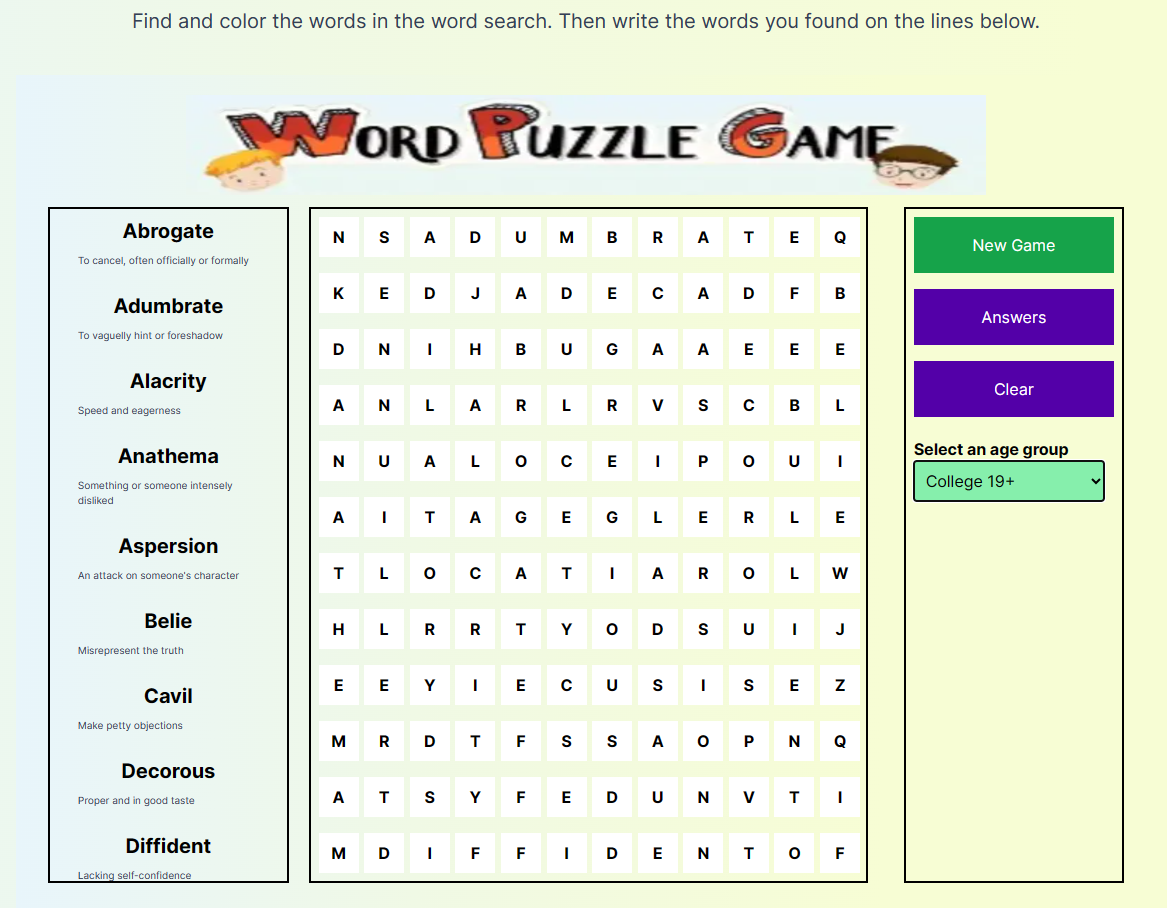 Find and color the words in the word search. Then write the words you found on the lines below.
WORD PUZZLE GAME
Abrogate
To cancel, often officially or formally
Adumbrate
To vaguelly hint or foreshadow
Alacrity
Speed and eagerness
Anathema
Something or someone intensely
disliked
Aspersion
An attack on someone's character
Belie
Misrepresent the truth
Cavil
Make petty objections
Decorous
Proper and in good taste
Diffident
Lacking self-confidence
N S A D U M B R A T E Q
K E D J A D E C A D F B
D N I H B U G A A E E E
A N L A R L R V S C B L
N U A L O C E I P O U I
A I T A G E G L E R L E
T L O C A T I A R O L W
H L R R T Y O D S U I J
E E Y I E C U S I S E Z
M R D T F S S A O P N Q
A T S Y F E D U N V T I
M D I F F I D E N T O F
New Game
Answers
Clear
Select an age group
College 19+